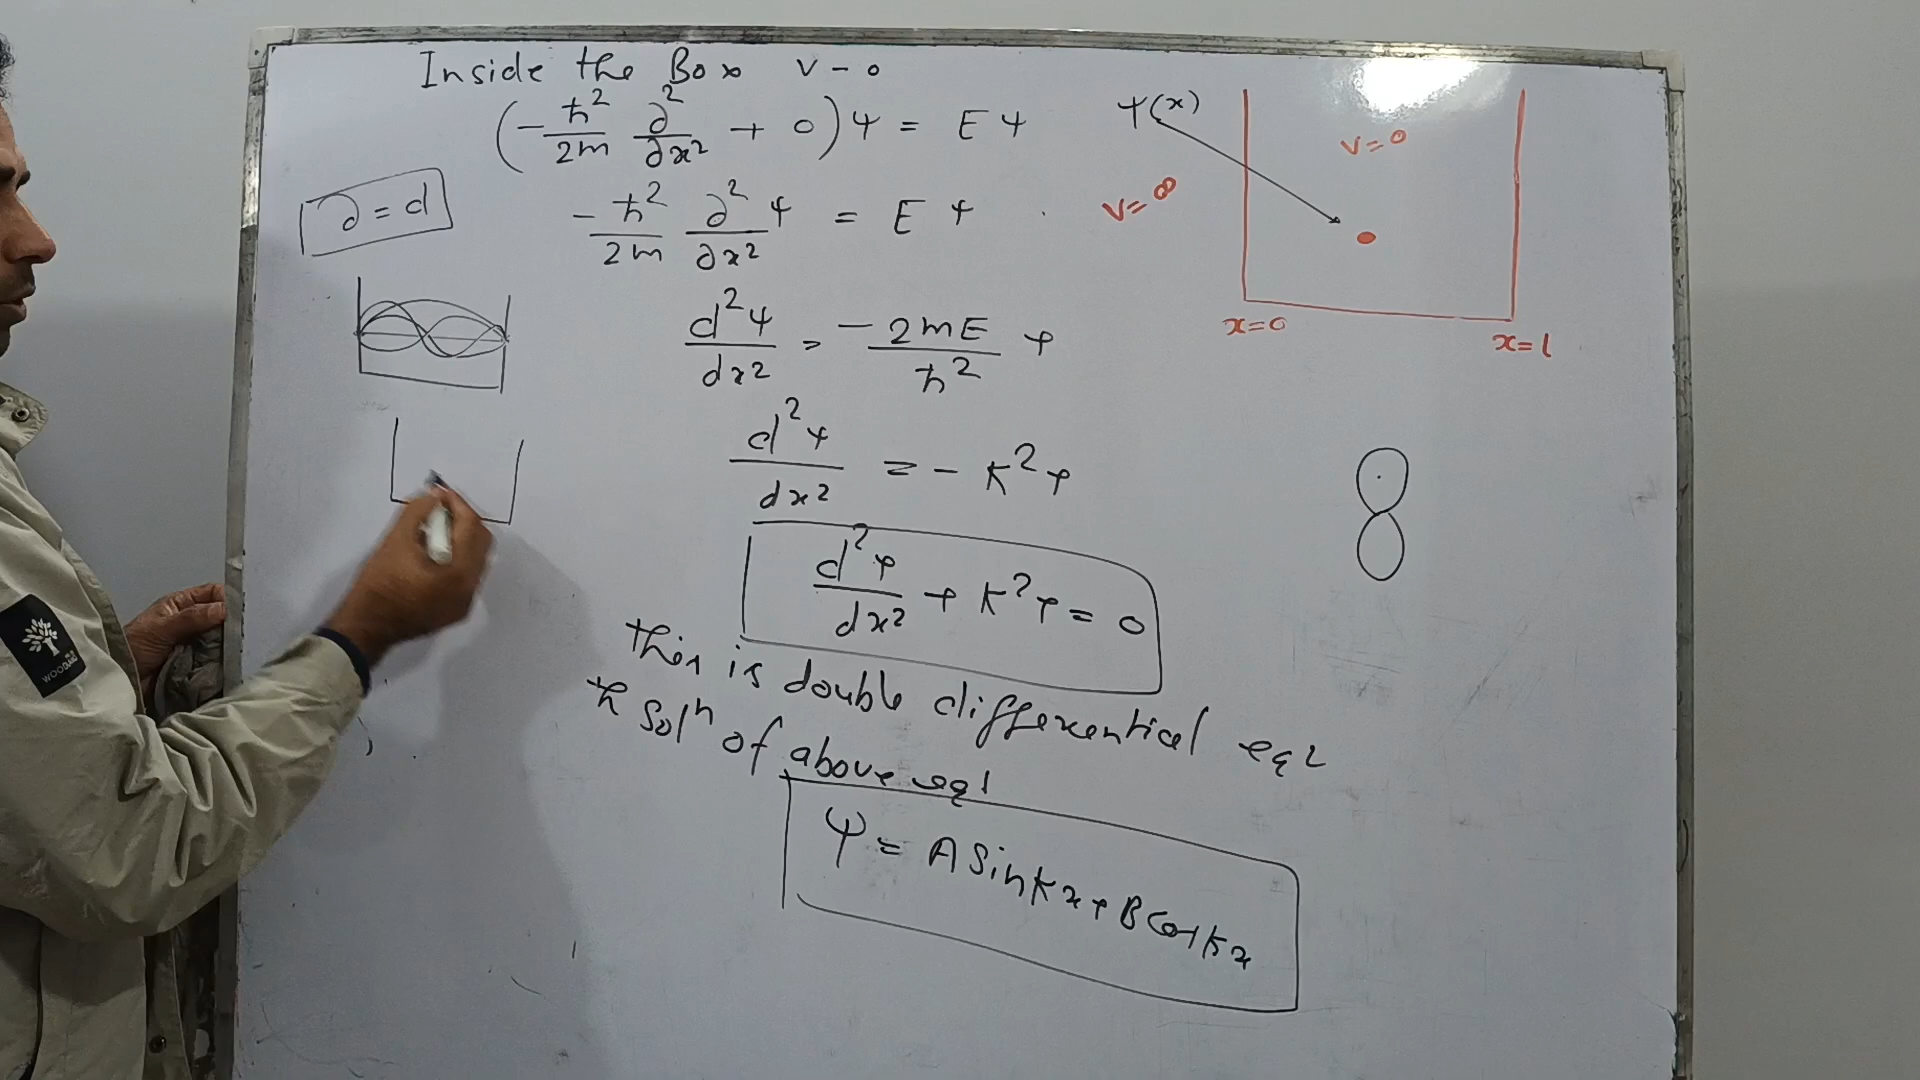 Inside the Box V - 0
(-ħ²/2m ∂²/∂x² + 0)ψ = Eψ
∂ = d
-ħ²/2m ∂²/∂x² ψ = Eψ
d²ψ/dx² = -2mE/ħ² ψ
d²ψ/dx² = - K²ψ
d²ψ/dx² + K²ψ = 0
This is double differential eq
Solⁿ of above eq
ψ = A Sin Kx + B Cos Kx
ψ(x)
V=0
V=∞
x=0
x=l
WOOD